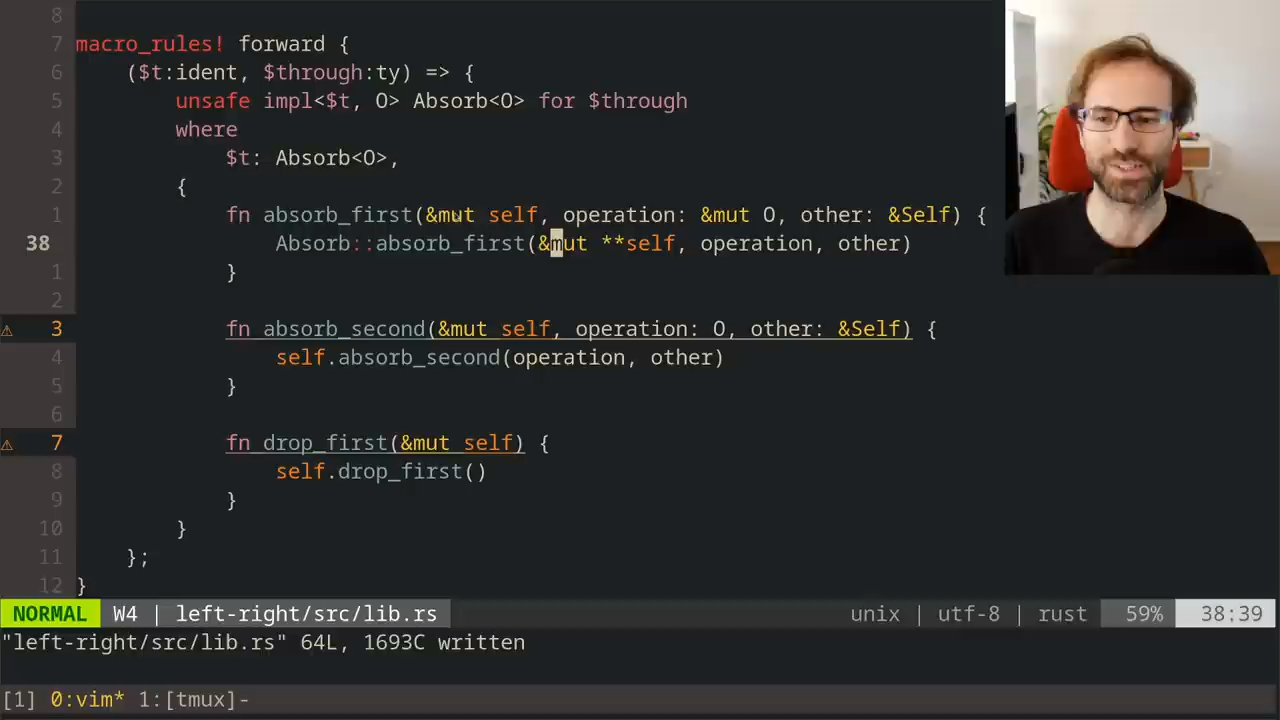 8
7 macro_rules! forward {
6 ($t:ident, $through:ty) => {
5 unsafe impl<$t, O> Absorb<O> for $through
4 where
3 $t: Absorb<O>,
2 {
1 fn absorb_first(&mut self, operation: &mut O, other: &Self) {
38 Absorb::absorb_first(&mut **self, operation, other)
1 }
2
⚠ 3 fn absorb_second(&mut self, operation: O, other: &Self) {
4 self.absorb_second(operation, other)
5 }
6
⚠ 7 fn drop_first(&mut self) {
8 self.drop_first()
9 }
10 }
11 };
12 }
NORMAL W4 | left-right/src/lib.rs unix | utf-8 | rust 59% 38:39
"left-right/src/lib.rs" 64L, 1693C written
[1] 0:vim* 1:[tmux]-